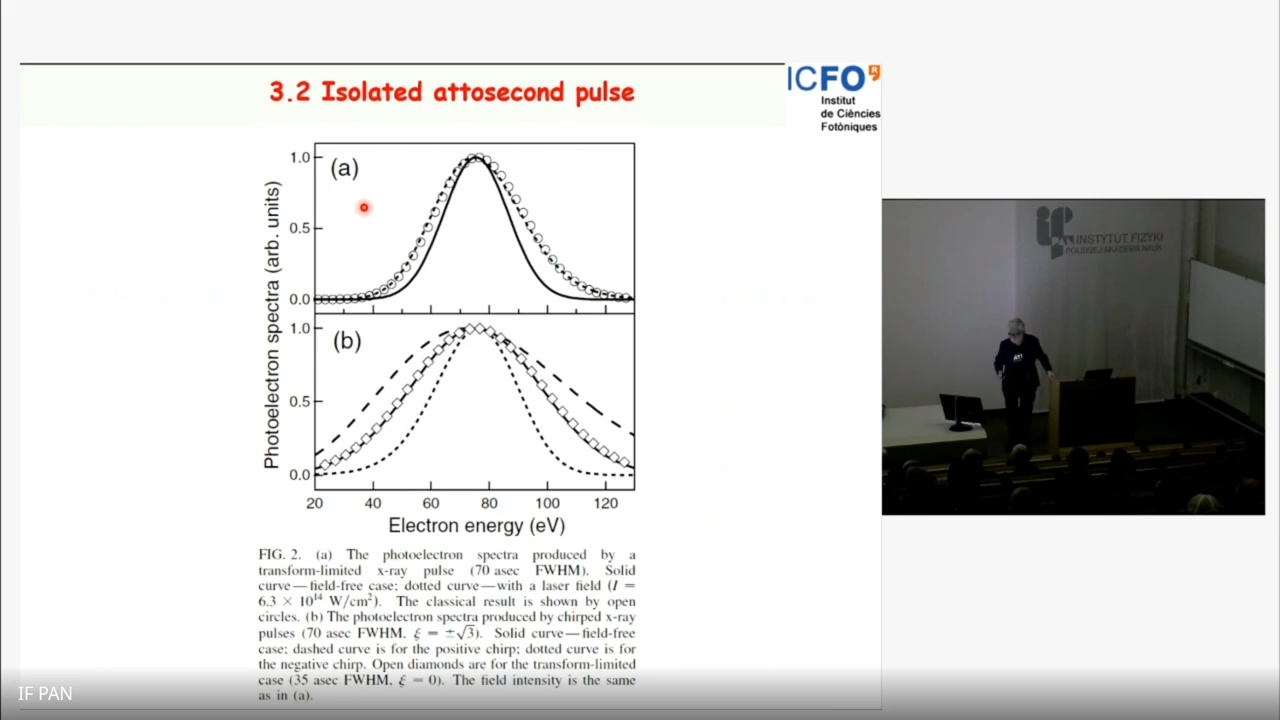 3.2 Isolated attosecond pulse
ICFO R
Institut
de Ciències
Fotòniques
(a)
1.0
0.5
0.0
(b)
1.0
0.5
0.0
Photoelectron spectra (arb. units)
20 40 60 80 100 120
Electron energy (eV)
FIG. 2. (a) The photoelectron spectra produced by a
transform-limited x-ray pulse (70 asec FWHM). Solid
curve—field-free case; dotted curve—with a laser field (I =
6.3 × 10¹⁴ W/cm²). The classical result is shown by open
circles. (b) The photoelectron spectra produced by chirped x-ray
pulses (70 asec FWHM, ξ = ±√3). Solid curve—field-free
case; dashed curve is for the positive chirp; dotted curve is for
the negative chirp. Open diamonds are for the transform-limited
case (35 asec FWHM, ξ = 0). The field intensity is the same
as in (a).
INSTYTUT FIZYKI
POLSKIEJ AKADEMII NAUK
IF PAN